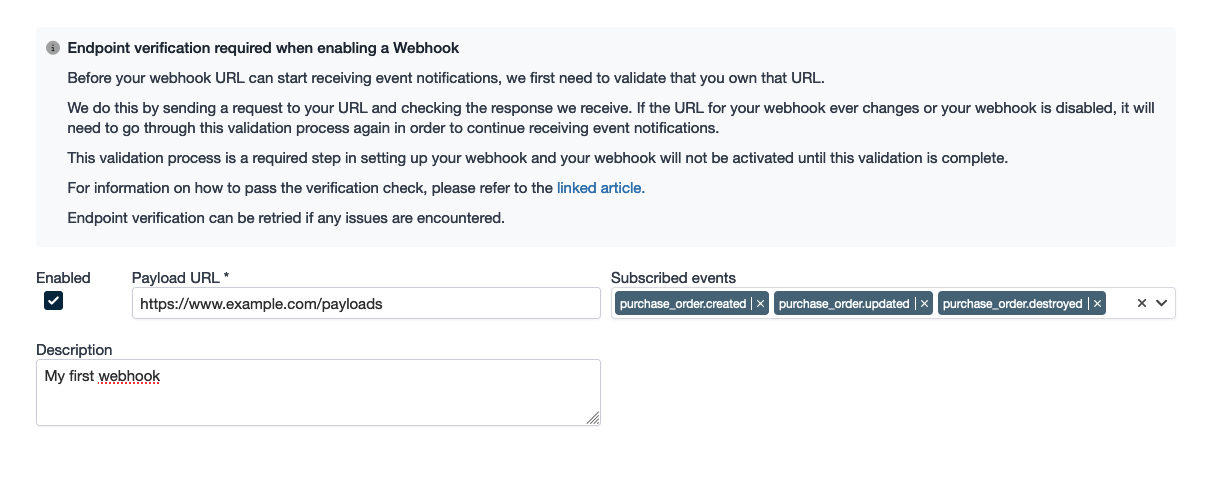 Endpoint verification required when enabling a Webhook
Before your webhook URL can start receiving event notifications, we first need to validate that you own that URL.
We do this by sending a request to your URL and checking the response we receive. If the URL for your webhook ever changes or your webhook is disabled, it will
need to go through this validation process again in order to continue receiving event notifications.
This validation process is a required step in setting up your webhook and your webhook will not be activated until this validation is complete.
For information on how to pass the verification check, please refer to the linked article.
Endpoint verification can be retried if any issues are encountered.
Enabled
Payload URL *
Subscribed events
https://www.example.com/payloads
purchase_order.created
purchase_order.updated
purchase_order.destroyed
Description
My first webhook